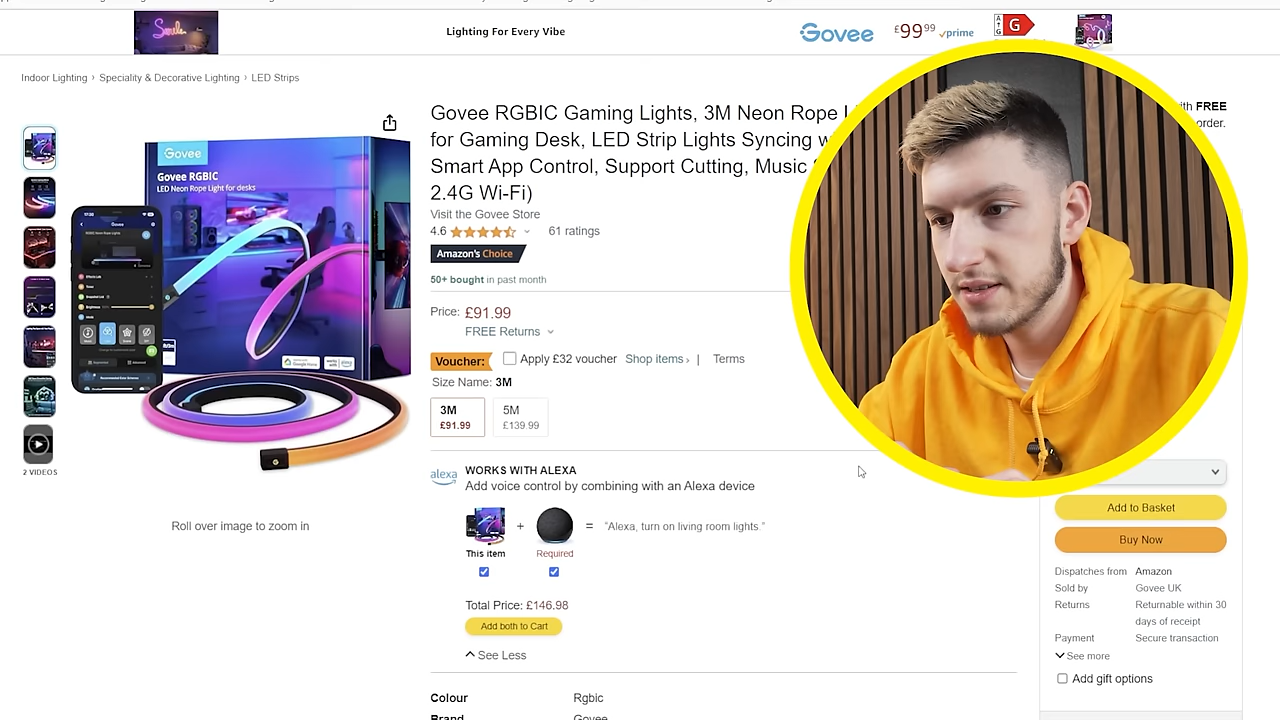 Lighting For Every Vibe
Govee
£99⁹⁹ prime
G
Indoor Lighting › Speciality & Decorative Lighting › LED Strips
Govee
Govee RGBIC
LED Neon Rope Light for desks
2 VIDEOS
Roll over image to zoom in
Govee RGBIC Gaming Lights, 3M Neon Rope
for Gaming Desk, LED Strip Lights Syncing
Smart App Control, Support Cutting, Music
2.4G Wi-Fi)
Visit the Govee Store
4.6 61 ratings
Amazon's Choice
50+ bought in past month
Price: £91.99
FREE Returns
Voucher: Apply £32 voucher Shop items › | Terms
Size Name: 3M
3M 5M
£91.99 £139.99
alexa WORKS WITH ALEXA
Add voice control by combining with an Alexa device
+ = "Alexa, turn on living room lights."
This item Required
Total Price: £146.98
Add both to Cart
See Less
Colour Rgbic
Brand Govee
FREE
order.
Add to Basket
Buy Now
Dispatches from Amazon
Sold by Govee UK
Returns Returnable within 30
days of receipt
Payment Secure transaction
See more
Add gift options